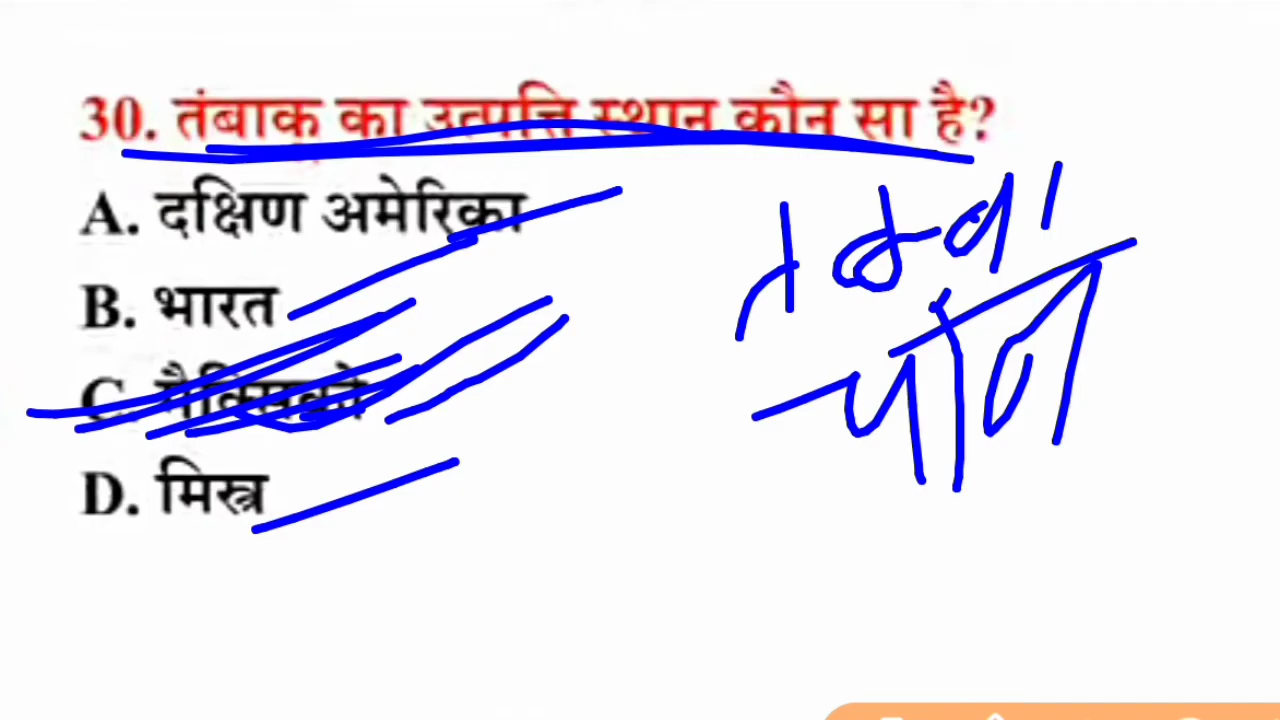 30. तंबाकू का उत्पत्ति स्थान कौन सा है?
A. दक्षिण अमेरिका
B. भारत
C. मैक्सिको
D. मिस्त्र